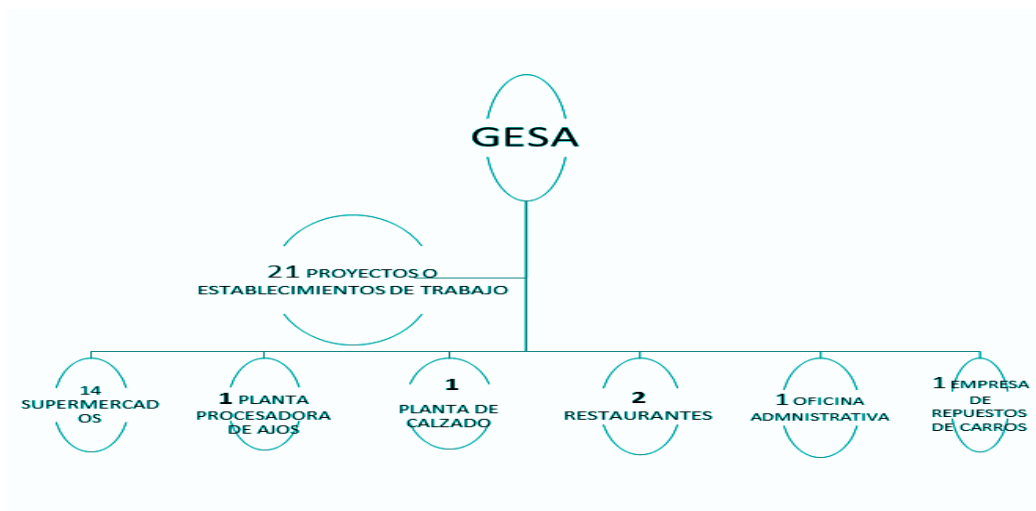 GESA
21 PROYECTOS O
ESTABLECIMIENTOS DE TRABAJO
14
SUPERMERCAD
OS
1 PLANTA
PROCESADORA
DE AJOS
1
PLANTA DE
CALZADO
2
RESTAURANTES
1 OFICINA
ADMNISTRATIVA
1 EMPRESA
DE
REPUESTOS
DE CARROS